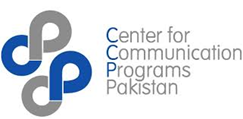 Center for
Communication
Programs
Pakistan